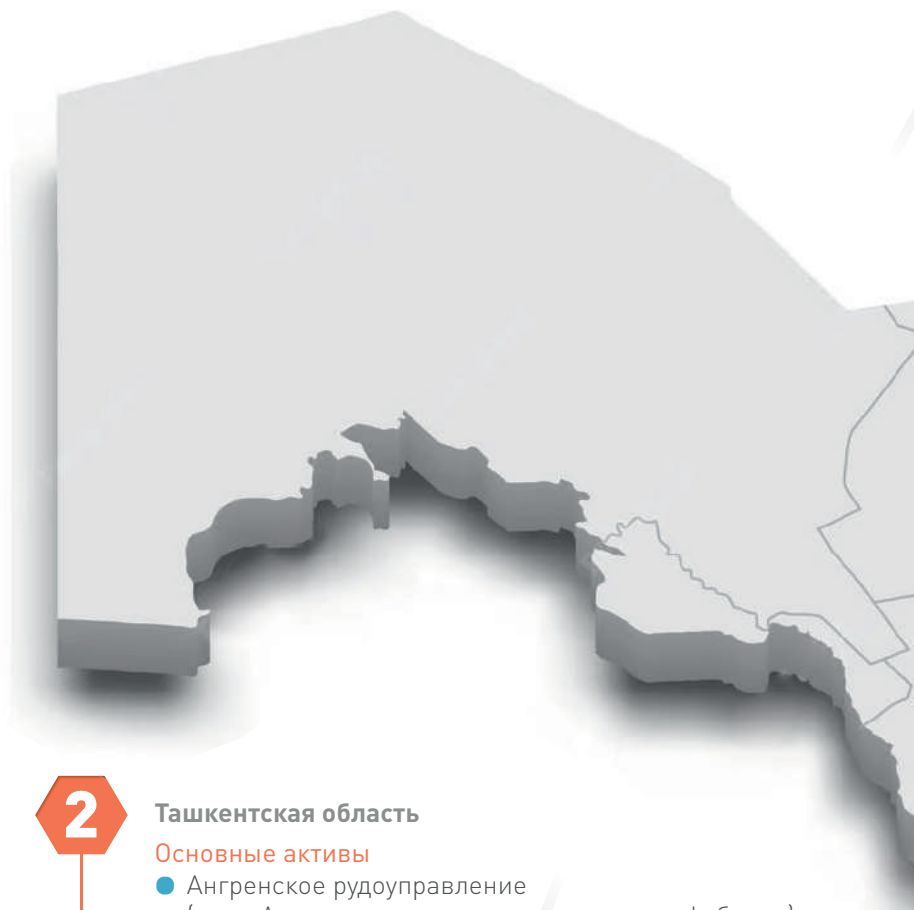 2
Ташкентская область
Основные активы
Ангренское рудоуправление